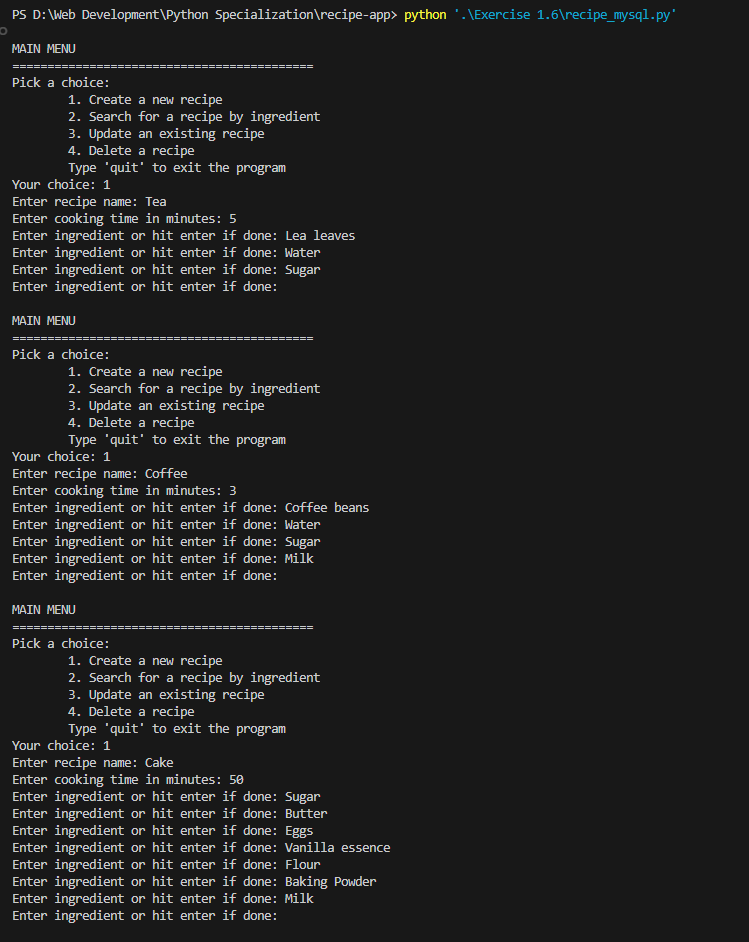 PS D:\Web Development\Python Specialization\recipe-app> python '.\Exercise 1.6\recipe_mysql.py'
MAIN MENU
===========================================
Pick a choice:
1. Create a new recipe
2. Search for a recipe by ingredient
3. Update an existing recipe
4. Delete a recipe
Type 'quit' to exit the program
Your choice: 1
Enter recipe name: Tea
Enter cooking time in minutes: 5
Enter ingredient or hit enter if done: Lea leaves
Enter ingredient or hit enter if done: Water
Enter ingredient or hit enter if done: Sugar
Enter ingredient or hit enter if done:
MAIN MENU
===========================================
Pick a choice:
1. Create a new recipe
2. Search for a recipe by ingredient
3. Update an existing recipe
4. Delete a recipe
Type 'quit' to exit the program
Your choice: 1
Enter recipe name: Coffee
Enter cooking time in minutes: 3
Enter ingredient or hit enter if done: Coffee beans
Enter ingredient or hit enter if done: Water
Enter ingredient or hit enter if done: Sugar
Enter ingredient or hit enter if done: Milk
Enter ingredient or hit enter if done:
MAIN MENU
===========================================
Pick a choice:
1. Create a new recipe
2. Search for a recipe by ingredient
3. Update an existing recipe
4. Delete a recipe
Type 'quit' to exit the program
Your choice: 1
Enter recipe name: Cake
Enter cooking time in minutes: 50
Enter ingredient or hit enter if done: Sugar
Enter ingredient or hit enter if done: Butter
Enter ingredient or hit enter if done: Eggs
Enter ingredient or hit enter if done: Vanilla essence
Enter ingredient or hit enter if done: Flour
Enter ingredient or hit enter if done: Baking Powder
Enter ingredient or hit enter if done: Milk
Enter ingredient or hit enter if done: